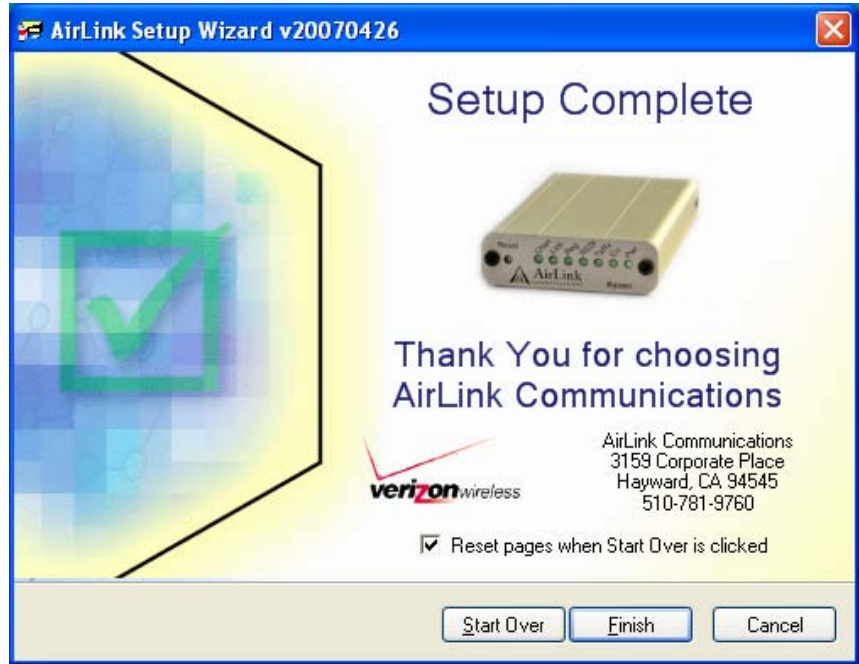 AirLink Setup Wizard v20070426
Setup Complete
Reset
AirLink
Raven
Thank You for choosing
AirLink Communications
verizonwireless
AirLink Communications
3159 Corporate Place
Hayward, CA 94545
510-781-9760
Reset pages when Start Over is clicked
Start Over
Finish
Cancel